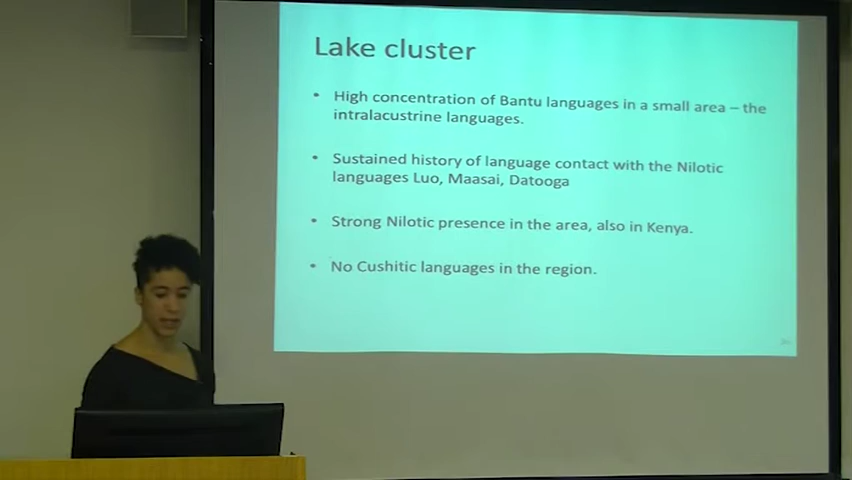 Lake cluster
• High concentration of Bantu languages in a small area – the
intralacustrine languages.
• Sustained history of language contact with the Nilotic
languages Luo, Maasai, Datooga
• Strong Nilotic presence in the area, also in Kenya.
• No Cushitic languages in the region.